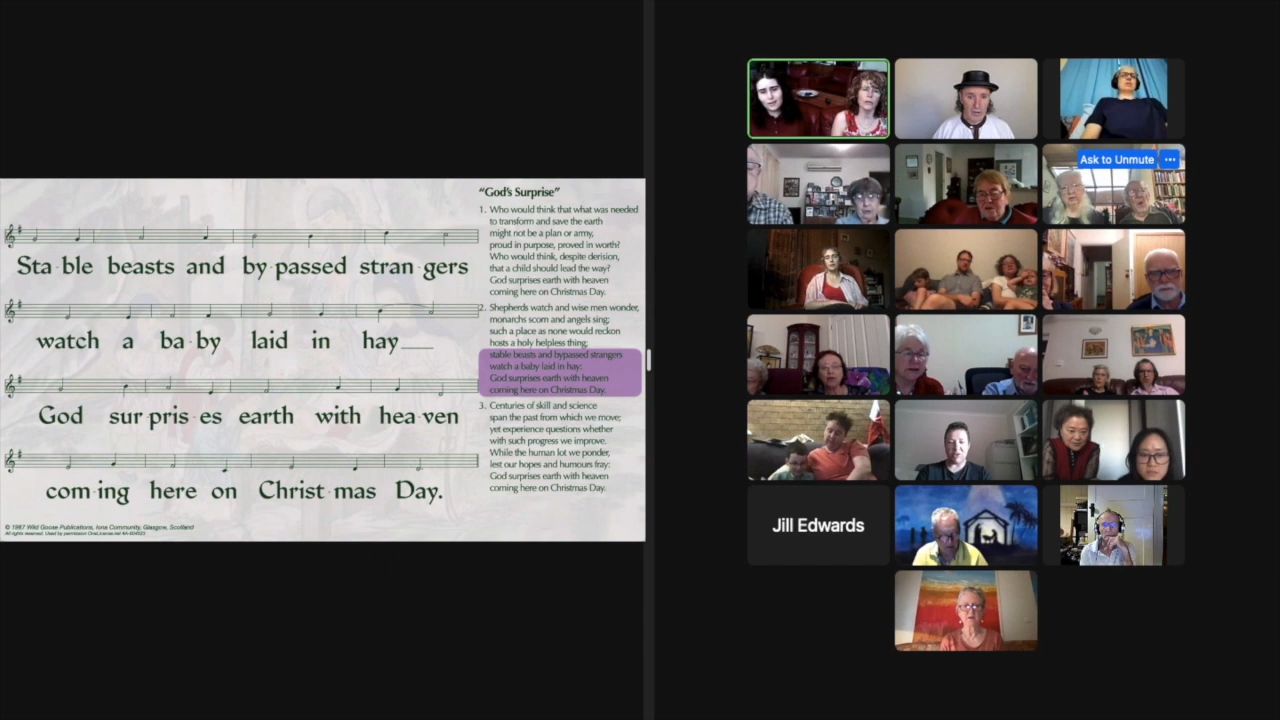 Sta-ble beasts and by-passed stran-gers
watch a ba-by laid in hay___
God sur-pris-es earth with hea-ven
com-ing here on Christ-mas Day.
© 1987 Wild Goose Publications, Iona Community, Glasgow, Scotland
"God's Surprise"
1. Who would think that what was needed
to transform and save the earth
might not be a plan or army,
proud in purpose, proved in worth?
Who would think, despite derision,
that a child should lead the way?
God surprises earth with heaven
coming here on Christmas Day.
2. Shepherds watch and wise men wonder,
monarchs scorn and angels sing;
such a place as none would reckon
hosts a holy helpless thing;
stable beasts and bypassed strangers
watch a baby laid in hay:
God surprises earth with heaven
coming here on Christmas Day.
3. Centuries of skill and science
span the past from which we move;
yet experience questions whether
with such progress we improve.
While the human lot we ponder,
lest our hopes and humours fray:
God surprises earth with heaven
coming here on Christmas Day.
Ask to Unmute
Jill Edwards